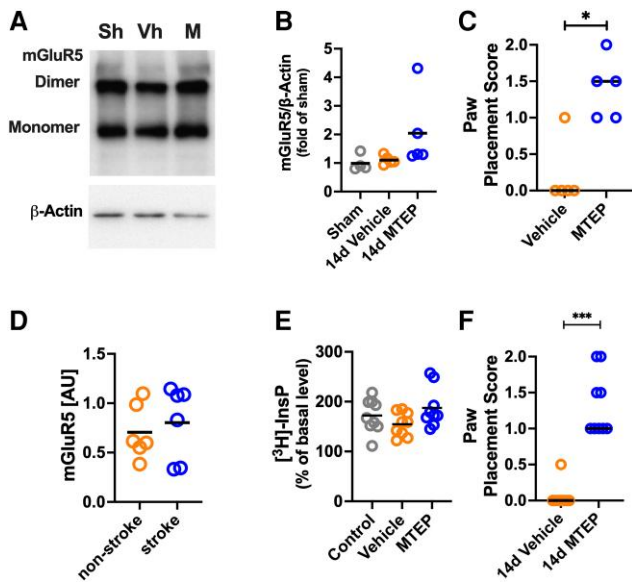 A
Sh Vh M
mGluR5
Dimer
Monomer
β-Actin
B
mGluR5/β-Actin
(fold of sham)
5
4
3
2
1
0
Sham
14d Vehicle
14d MTEP
C
*
Paw
Placement Score
2.0
1.5
1.0
0.5
0.0
Vehicle
MTEP
D
mGluR5 [AU]
1.5
1.0
0.5
0.0
non-stroke
stroke
E
[³H]-InsP
(% of basal level)
300
200
100
0
Control
Vehicle
MTEP
F
***
Paw
Placement Score
2.0
1.5
1.0
0.5
0.0
14d Vehicle
14d MTEP